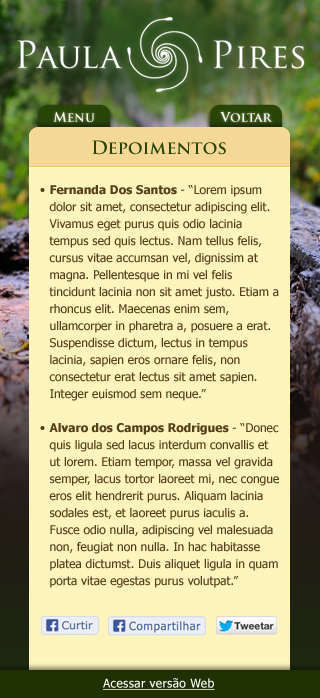 PAULA PIRES
MENU
VOLTAR
DEPOIMENTOS
• Fernanda Dos Santos - “Lorem ipsum
dolor sit amet, consectetur adipiscing elit.
Vivamus eget purus quis odio lacinia
tempus sed quis lectus. Nam tellus felis,
cursus vitae accumsan vel, dignissim at
magna. Pellentesque in mi vel felis
tincidunt lacinia non sit amet justo. Etiam a
rhoncus elit. Maecenas enim sem,
ullamcorper in pharetra a, posuere a erat.
Suspendisse dictum, lectus in tempus
lacinia, sapien eros ornare felis, non
consectetur erat lectus sit amet sapien.
Integer euismod sem neque.”
• Alvaro dos Campos Rodrigues - “Donec
quis ligula sed lacus interdum convallis et
ut lorem. Etiam tempor, massa vel gravida
semper, lacus tortor laoreet mi, nec congue
eros elit hendrerit purus. Aliquam lacinia
sodales est, et laoreet purus iaculis a.
Fusce odio nulla, adipiscing vel malesuada
non, feugiat non nulla. In hac habitasse
platea dictumst. Duis aliquet ligula in quam
porta vitae egestas purus volutpat.”
Curtir
Compartilhar
Tweetar
Acessar versão Web